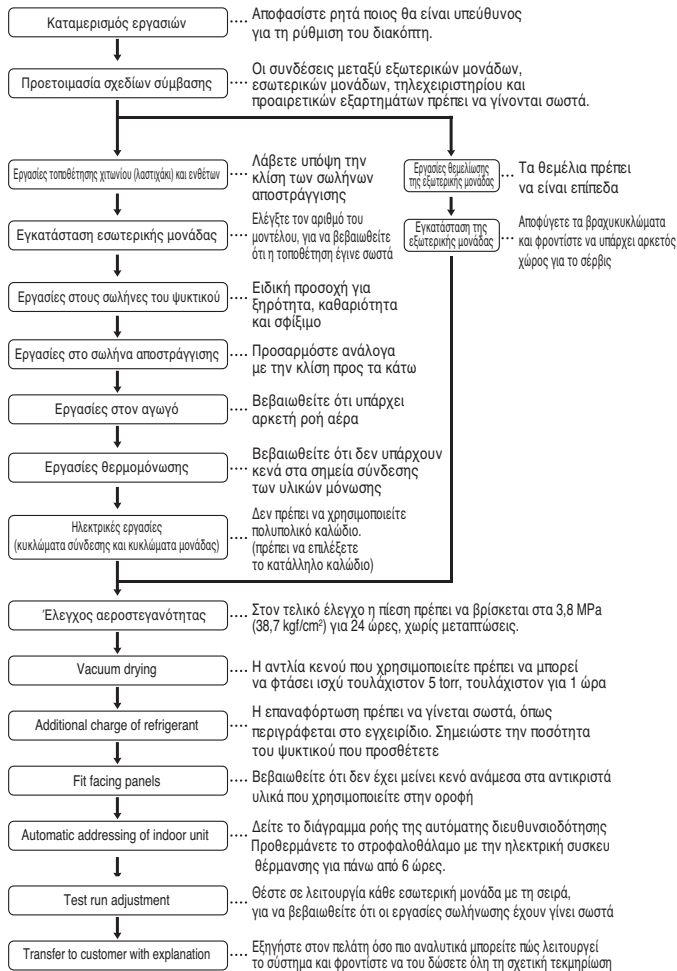 Καταμερισμός εργασιών
Αποφασίστε ρητά ποιος θα είναι υπεύθυνος
για τη ρύθμιση του διακόπτη.
Προετοιμασία σχεδίων σύμβασης
Οι συνδέσεις μεταξύ εξωτερικών μονάδων,
εσωτερικών μονάδων, τηλεχειριστηρίου και
προαιρετικών εξαρτημάτων πρέπει να γίνονται σωστά.
Εργασίες τοποθέτησης χιτωνίου (λαστιχάκι) και ενθέτων
Λάβετε υπόψη την
κλίση των σωλήνων
αποστράγγισης
Εργασίες θεμελίωσης
της εξωτερικής μονάδας
Τα θεμέλια πρέπει
να είναι επίπεδα
Εγκατάσταση εσωτερικής μονάδας
Ελέγξτε τον αριθμό του
μοντέλου, για να βεβαιωθείτε
ότι η τοποθέτηση έγινε σωστά
Εγκατάσταση της
εξωτερικής μονάδας
Αποφύγετε τα βραχυκυκλώματα
και φροντίστε να υπάρχει αρκετός
χώρος για το σέρβις
Εργασίες στους σωλήνες του ψυκτικού
Ειδική προσοχή για
ξηρότητα, καθαριότητα
και σφίξιμο
Εργασίες στο σωλήνα αποστράγγισης
Προσαρμόστε ανάλογα
με την κλίση προς τα κάτω
Εργασίες στον αγωγό
Βεβαιωθείτε ότι υπάρχει
αρκετή ροή αέρα
Εργασίες θερμομόνωσης
Βεβαιωθείτε ότι δεν υπάρχουν
κενά στα σημεία σύνδεσης
των υλικών μόνωσης
Ηλεκτρικές εργασίες
(κυκλώματα σύνδεσης και κυκλώματα μονάδας)
Δεν πρέπει να χρησιμοποιείτε
πολυπολικό καλώδιο.
(πρέπει να επιλέξετε
το κατάλληλο καλώδιο)
Έλεγχος αεροστεγανότητας
Στον τελικό έλεγχο η πίεση πρέπει να βρίσκεται στα 3,8 MPa
(38,7 kgf/cm²) για 24 ώρες, χωρίς μεταπτώσεις.
Vacuum drying
Η αντλία κενού που χρησιμοποιείτε πρέπει να μπορεί
να φτάσει ισχύ τουλάχιστον 5 torr, τουλάχιστον για 1 ώρα
Additional charge of refrigerant
Η επαναφόρτωση πρέπει να γίνεται σωστά, όπως
περιγράφεται στο εγχειρίδιο. Σημειώστε την ποσότητα
του ψυκτικού που προσθέτετε
Fit facing panels
Βεβαιωθείτε ότι δεν έχει μείνει κενό ανάμεσα στα αντικριστά
υλικά που χρησιμοποιείτε στην οροφή
Automatic addressing of indoor unit
Δείτε το διάγραμμα ροής της αυτόματης διευθυνσιοδότησης
Προθερμάνετε το στροφαλοθάλαμο με την ηλεκτρική συσκευ
θέρμανσης για πάνω από 6 ώρες.
Test run adjustment
Θέστε σε λειτουργία κάθε εσωτερική μονάδα με τη σειρά,
για να βεβαιωθείτε ότι οι εργασίες σωλήνωσης έχουν γίνει σωστά
Transfer to customer with explanation
Εξηγήστε στον πελάτη όσο πιο αναλυτικά μπορείτε πώς λειτουργεί
το σύστημα και φροντίστε να του δώσετε όλη τη σχετική τεκμηρίωση